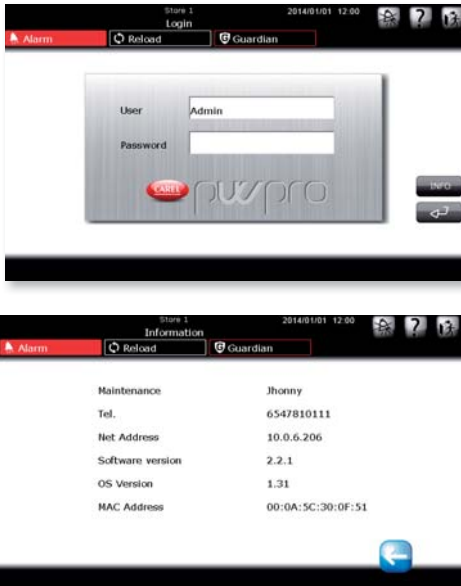 Store 1
2014/01/01 12:00
Login
?
Alarm
Reload
Guardian
User Admin
Password
CAREL pwpro
INFO
Store 1
2014/01/01 12:00
Information
?
Alarm
Reload
Guardian
Maintenance Jhonny
Tel. 6547810111
Net Address 10.0.6.206
Software version 2.2.1
OS Version 1.31
MAC Address 00:0A:5C:30:0F:51